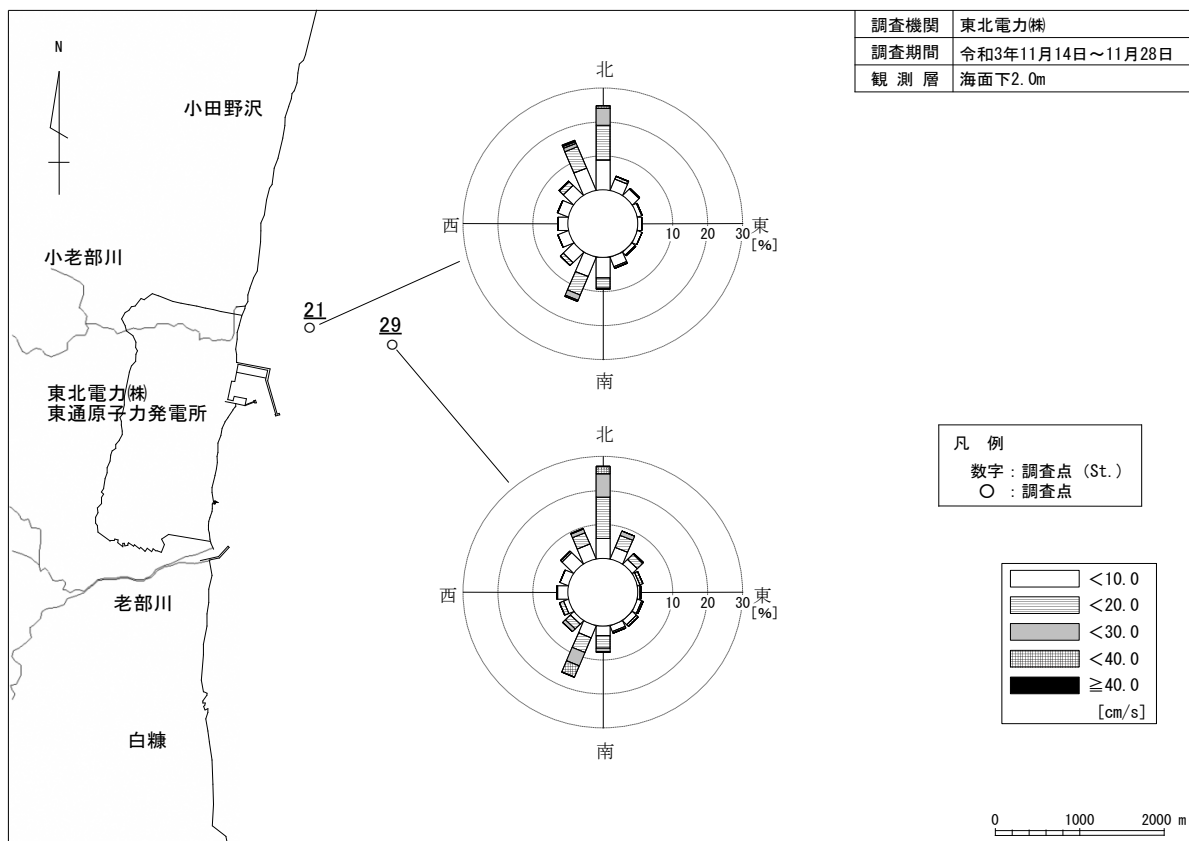 調査機関 東北電力㈱
調査期間 令和3年11月14日～11月28日
観測層 海面下2.0m
N
小田野沢
小老部川
東北電力㈱
東通原子力発電所
老部川
白糠
21
29
北
西
東
10 20 30
[%]
南
北
西
東
10 20 30
[%]
南
凡 例
数字：調査点 (St.)
○ ：調査点
<10.0
<20.0
<30.0
<40.0
≧40.0
[cm/s]
0 1000 2000 m